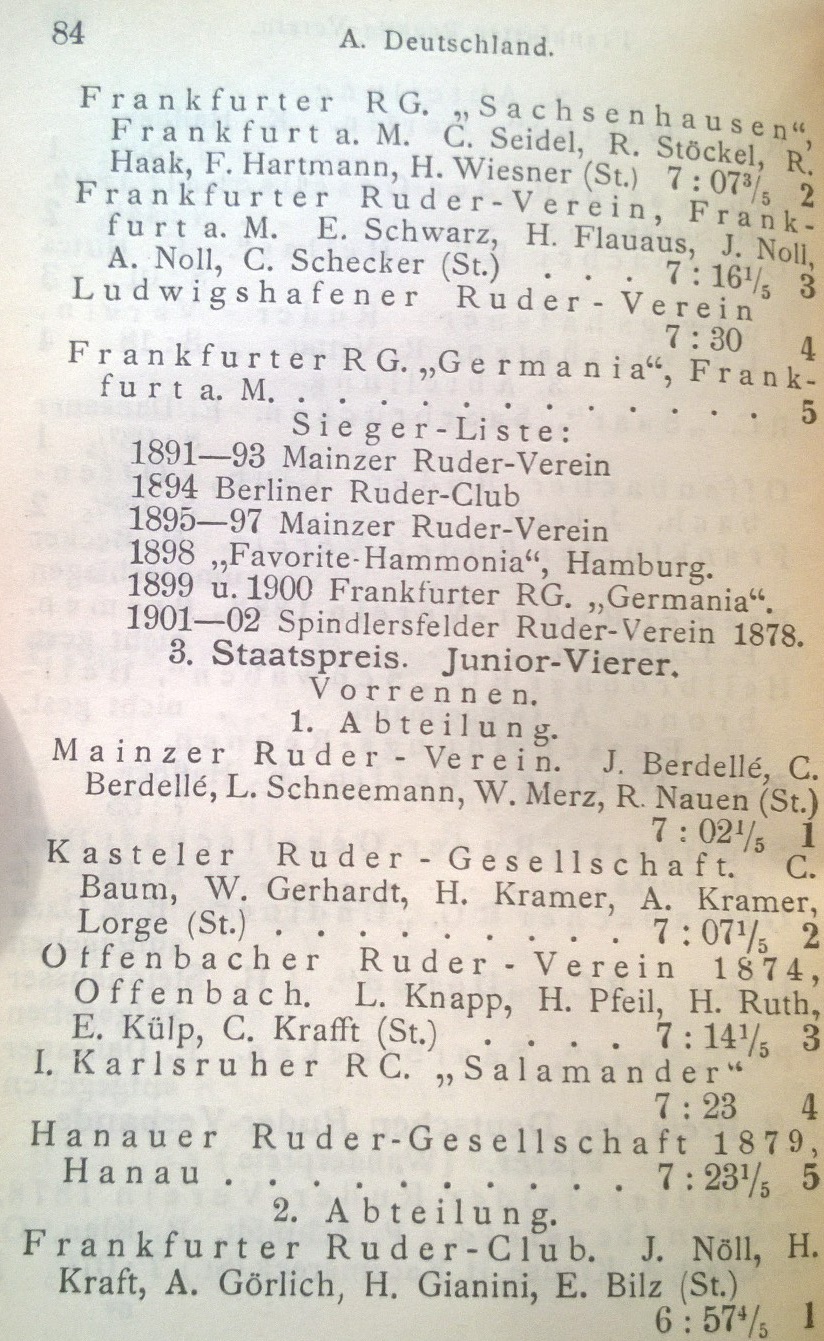 84
A. Deutschland.
Frankfurter RG. „Sachsenhausen“,
Frankfurt a. M. C. Seidel, R. Stöckel, R.
Haak, F. Hartmann, H. Wiesner (St.) 7 : 07³/₅ 2
Frankfurter Ruder-Verein, Frank-
furt a. M. E. Schwarz, H. Flauaus, J. Noll,
A. Noll, C. Schecker (St.) . . . 7 : 16¹/₅ 3
Ludwigshafener Ruder-Verein
7 : 30 4
Frankfurter RG. „Germania“, Frank-
furt a. M. . . . . . . . . . . . . 5
Sieger-Liste:
1891—93 Mainzer Ruder-Verein
1894 Berliner Ruder-Club
1895—97 Mainzer Ruder-Verein
1898 „Favorite-Hammonia“, Hamburg.
1899 u. 1900 Frankfurter RG. „Germania“.
1901—02 Spindlersfelder Ruder-Verein 1878.
3. Staatspreis. Junior-Vierer.
Vorrennen.
1. Abteilung.
Mainzer Ruder-Verein. J. Berdellé, C.
Berdellé, L. Schneemann, W. Merz, R. Nauen (St.)
7 : 02¹/₅ 1
Kasteler Ruder-Gesellschaft. C.
Baum, W. Gerhardt, H. Kramer, A. Kramer,
Lorge (St.) . . . . . . . . . 7 : 07¹/₅ 2
Offenbacher Ruder-Verein 1874,
Offenbach. L. Knapp, H. Pfeil, H. Ruth,
E. Külp, C. Krafft (St.) . . . . 7 : 14¹/₅ 3
I. Karlsruher RC. „Salamander“
7 : 23 4
Hanauer Ruder-Gesellschaft 1879,
Hanau . . . . . . . . . . 7 : 23¹/₅ 5
2. Abteilung.
Frankfurter Ruder-Club. J. Nöll, H.
Kraft, A. Görlich, H. Gianini, E. Bilz (St.)
6 : 57⁴/₅ 1